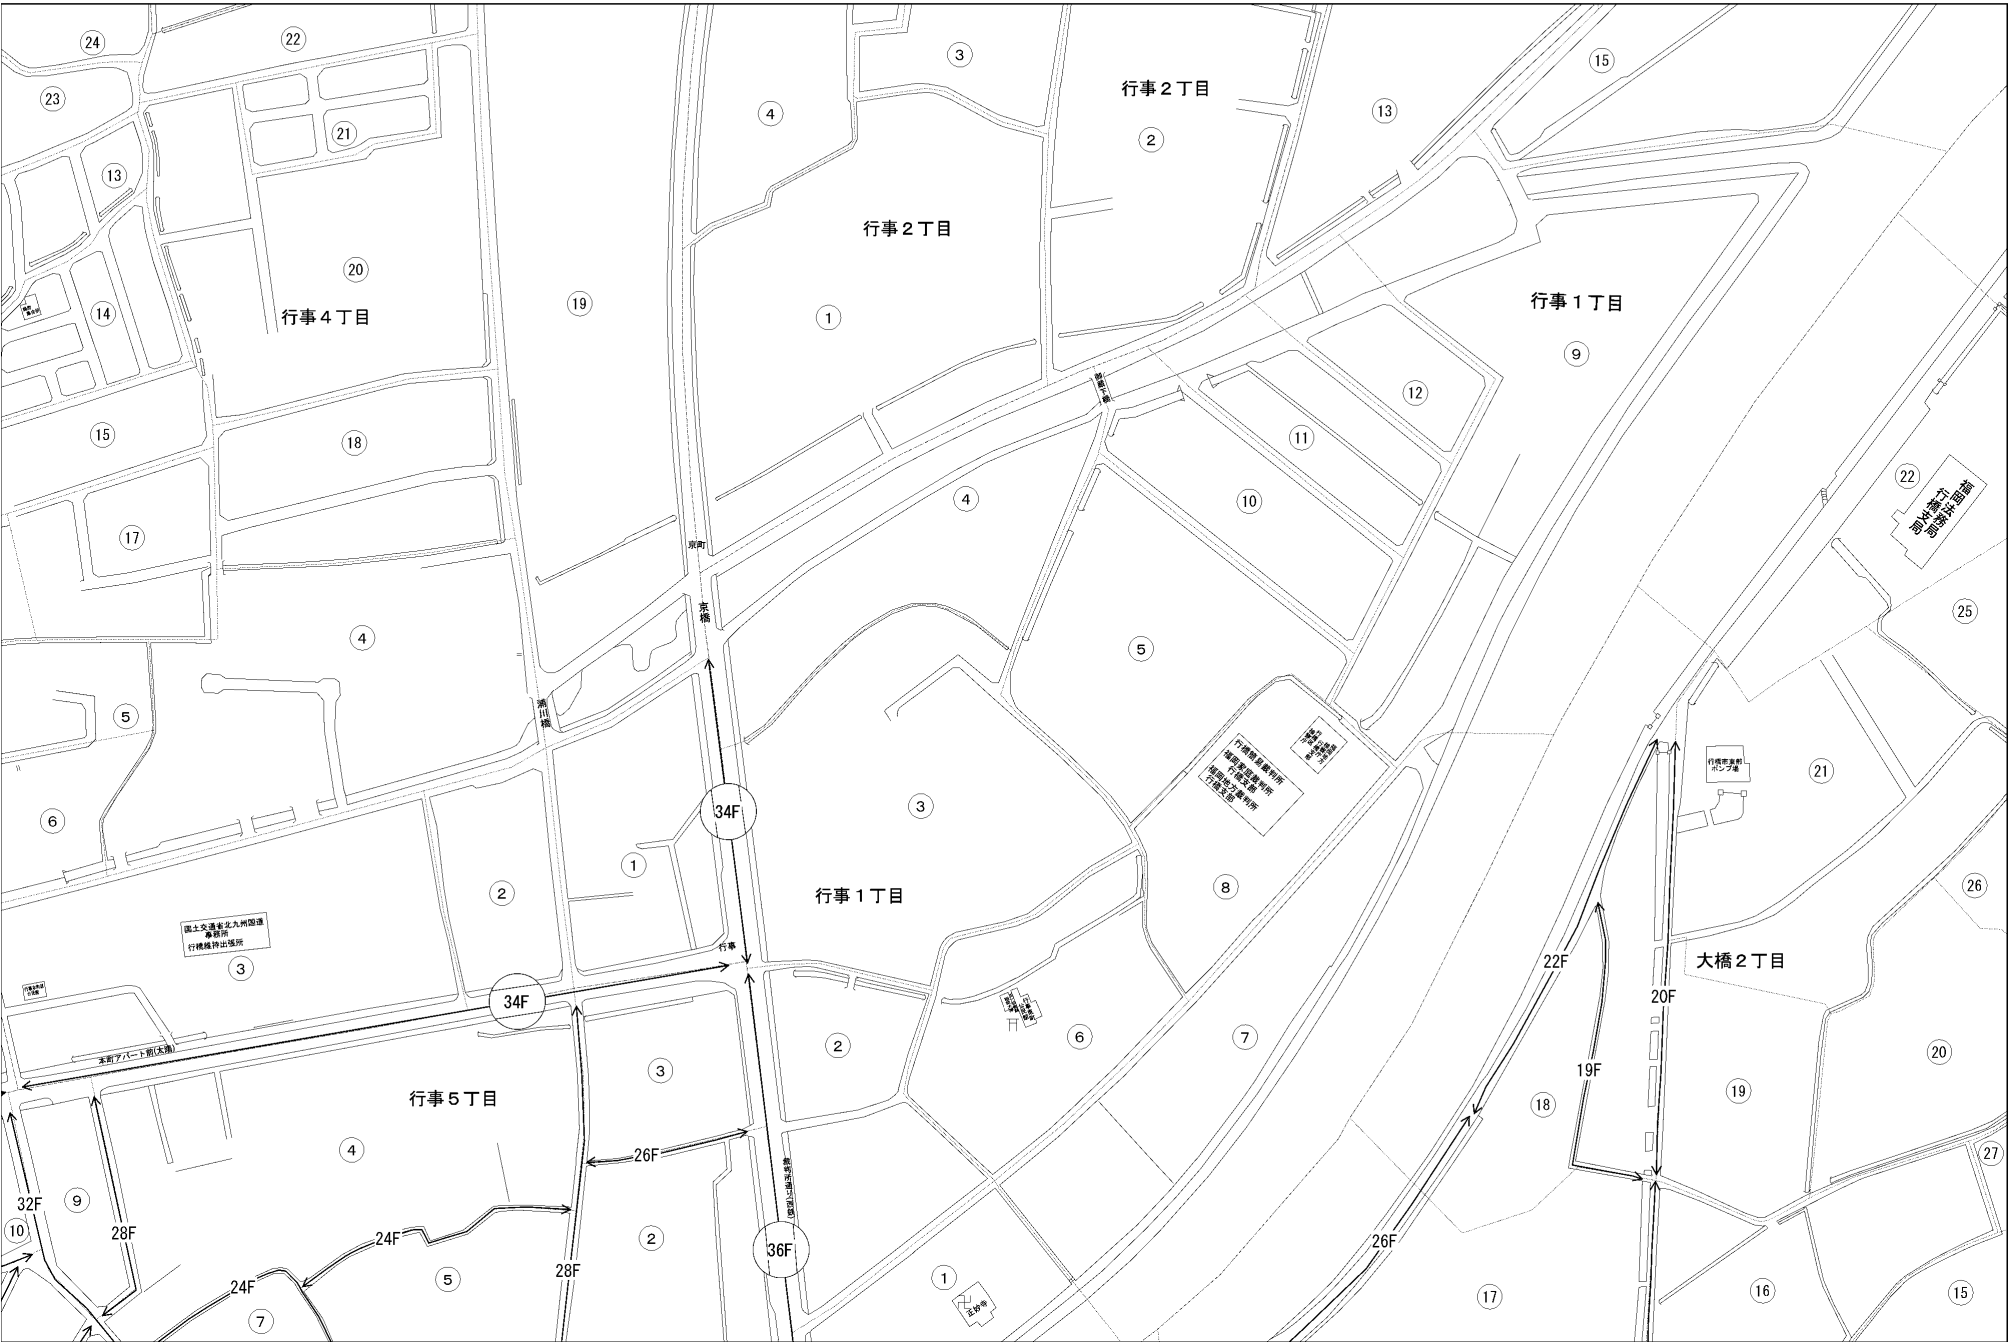 24
22
23
21
13
20
行事４丁目
14
15
18
17
19
4
5
6
3
4
行事２丁目
2
行事２丁目
1
13
15
行事１丁目
9
12
11
10
御蔵下橋
4
京町
京橋
浦川橋
5
22
福岡法務局
行橋支局
25
行橋簡易裁判所
福岡家庭裁判所
行橋支部
福岡地方裁判所
行橋支部
行橋市東部
ポンプ場
21
34F
3
行事１丁目
8
1
2
行事
国土交通省北九州国道
事務所
行橋維持出張所
3
34F
本町アパート前(太陽)
26
大橋２丁目
22F
20F
19F
2
6
7
3
行事５丁目
4
26F
9
32F
10
28F
24F
24F
5
7
28F
2
36F
1
正妙寺
18
19
20
27
26F
17
16
15